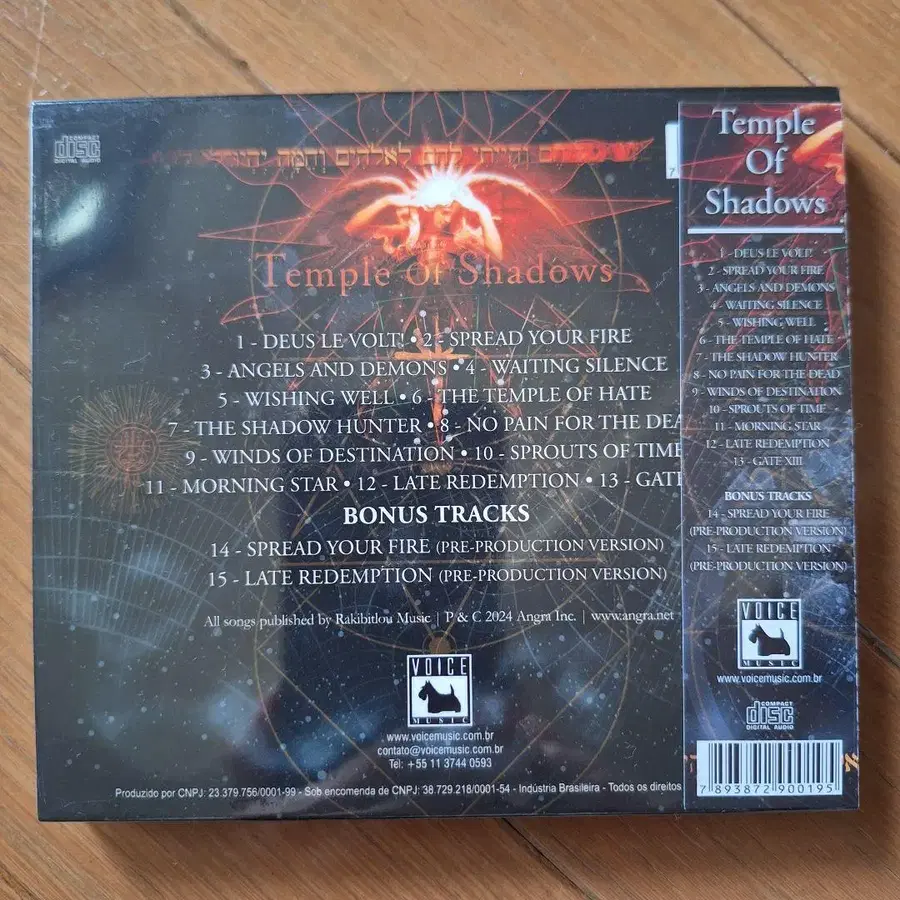 COMPACT
disc
DIGITAL AUDIO
Temple Of Shadows
1 - DEUS LE VOLT! • 2 - SPREAD YOUR FIRE
3 - ANGELS AND DEMONS • 4 - WAITING SILENCE
5 - WISHING WELL • 6 - THE TEMPLE OF HATE
7 - THE SHADOW HUNTER • 8 - NO PAIN FOR THE DEA
9 - WINDS OF DESTINATION • 10 - SPROUTS OF TIME
11 - MORNING STAR • 12 - LATE REDEMPTION • 13 - GATE
BONUS TRACKS
14 - SPREAD YOUR FIRE (PRE-PRODUCTION VERSION)
15 - LATE REDEMPTION (PRE-PRODUCTION VERSION)
All songs published by Rakibitlou Music | P & C 2024 Angra Inc. | www.angra.net
VOICE
MUSIC
www.voicemusic.com.br
contato@voicemusic.com.br
Tel: +55 11 3744 0593
Produzido por CNPJ: 23.379.756/0001-99 - Sob encomenda de CNPJ: 38.729.218/0001-54 - Indústria Brasileira - Todos os direitos
Temple
Of
Shadows
1 - DEUS LE VOLT!
2 - SPREAD YOUR FIRE
3 - ANGELS AND DEMONS
4 - WAITING SILENCE
5 - WISHING WELL
6 - THE TEMPLE OF HATE
7 - THE SHADOW HUNTER
8 - NO PAIN FOR THE DEAD
9 - WINDS OF DESTINATION
10 - SPROUTS OF TIME
11 - MORNING STAR
12 - LATE REDEMPTION
13 - GATE XIII
BONUS TRACKS
14 - SPREAD YOUR FIRE
(PRE-PRODUCTION VERSION)
15 - LATE REDEMPTION
(PRE-PRODUCTION VERSION)
VOICE
MUSIC
www.voicemusic.com.br
COMPACT
disc
DIGITAL AUDIO
7 893872 900195